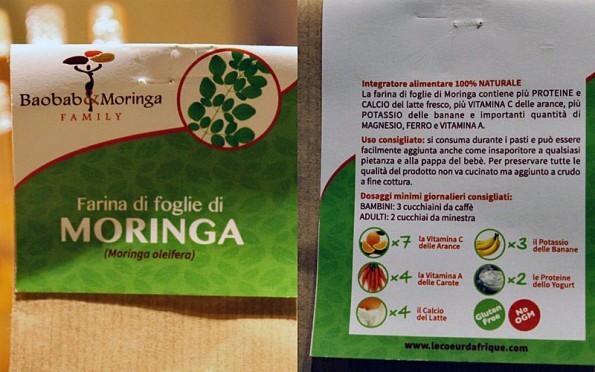 Baobab&Moringa
FAMILY
Farina di foglie di
MORINGA
(Moringa oleifera)
Integratore alimentare 100% NATURALE
La farina di foglie di Moringa contiene più PROTEINE e
CALCIO del latte fresco, più VITAMINA C delle arance, più
POTASSIO delle banane e importanti quantità di
MAGNESIO, FERRO e VITAMINA A.
Uso consigliato: si consuma durante i pasti e può essere
facilmente aggiunta anche come insaporitore a qualsiasi
pietanza e alla pappa del bebè. Per preservare tutte le
qualità del prodotto non va cucinato ma aggiunto a crudo
a fine cottura.
Dosaggi minimi giornalieri consigliati:
BAMBINI: 3 cucchiaini da caffè
ADULTI: 2 cucchiai da minestra
x7 la Vitamina C
delle Arance
x3 il Potassio
delle Banane
x4 la Vitamina A
delle Carote
x2 le Proteine
dello Yogurt
x4 il Calcio
del Latte
Gluten
Free
No
OGM
www.lecoeurdafrique.com